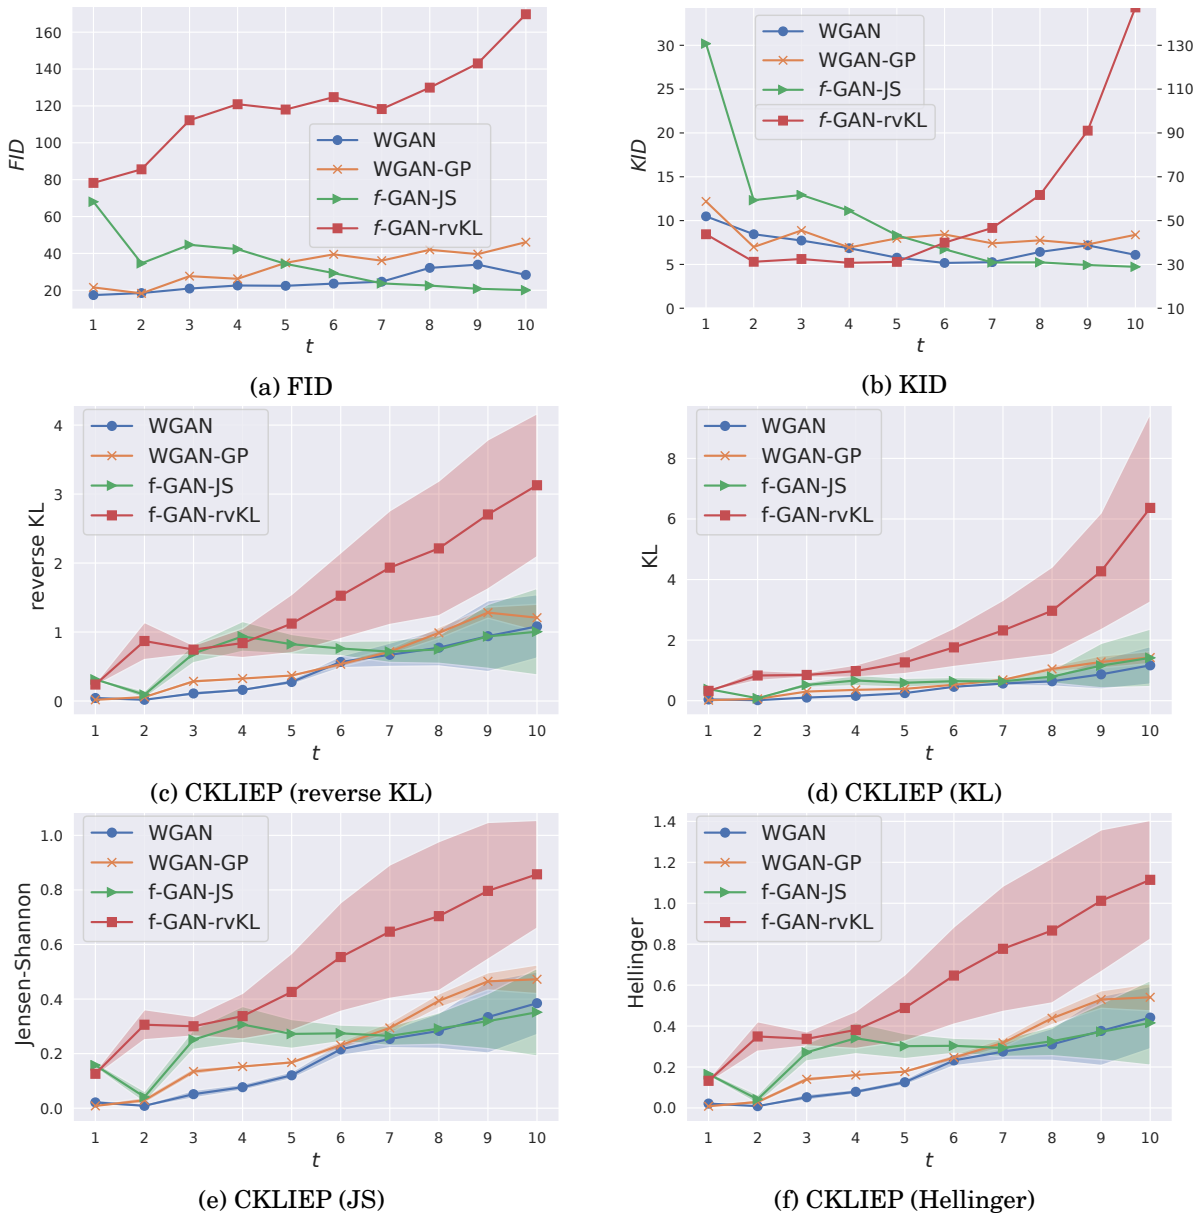 FID
160
140
120
100
80
60
40
20
WGAN
WGAN-GP
f-GAN-JS
f-GAN-rvKL
1 2 3 4 5 6 7 8 9 10
t
(a) FID
KID
30
25
20
15
10
5
0
130
110
90
70
50
30
10
WGAN
WGAN-GP
f-GAN-JS
f-GAN-rvKL
1 2 3 4 5 6 7 8 9 10
t
(b) KID
reverse KL
4
3
2
1
0
WGAN
WGAN-GP
f-GAN-JS
f-GAN-rvKL
1 2 3 4 5 6 7 8 9 10
t
(c) CKLIEP (reverse KL)
KL
8
6
4
2
0
WGAN
WGAN-GP
f-GAN-JS
f-GAN-rvKL
1 2 3 4 5 6 7 8 9 10
t
(d) CKLIEP (KL)
Jensen-Shannon
1.0
0.8
0.6
0.4
0.2
0.0
WGAN
WGAN-GP
f-GAN-JS
f-GAN-rvKL
1 2 3 4 5 6 7 8 9 10
t
(e) CKLIEP (JS)
Hellinger
1.4
1.2
1.0
0.8
0.6
0.4
0.2
0.0
WGAN
WGAN-GP
f-GAN-JS
f-GAN-rvKL
1 2 3 4 5 6 7 8 9 10
t
(f) CKLIEP (Hellinger)